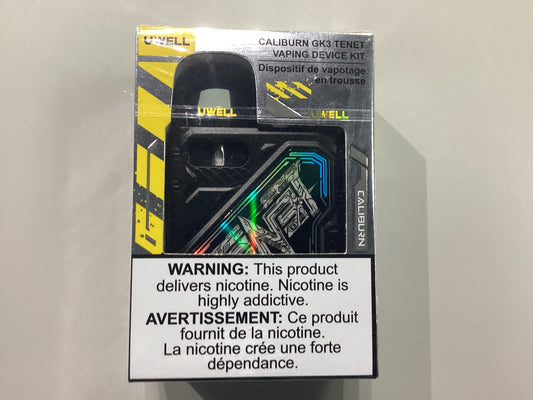 UWELL
CALIBURN GK3 TENET
VAPING DEVICE KIT
Dispositif de vapotage
en trousse
UWELL
UWELL
CALIBURN
WARNING: This product
delivers nicotine. Nicotine is
highly addictive.
AVERTISSEMENT: Ce produit
fournit de la nicotine.
La nicotine crée une forte
dépendance.